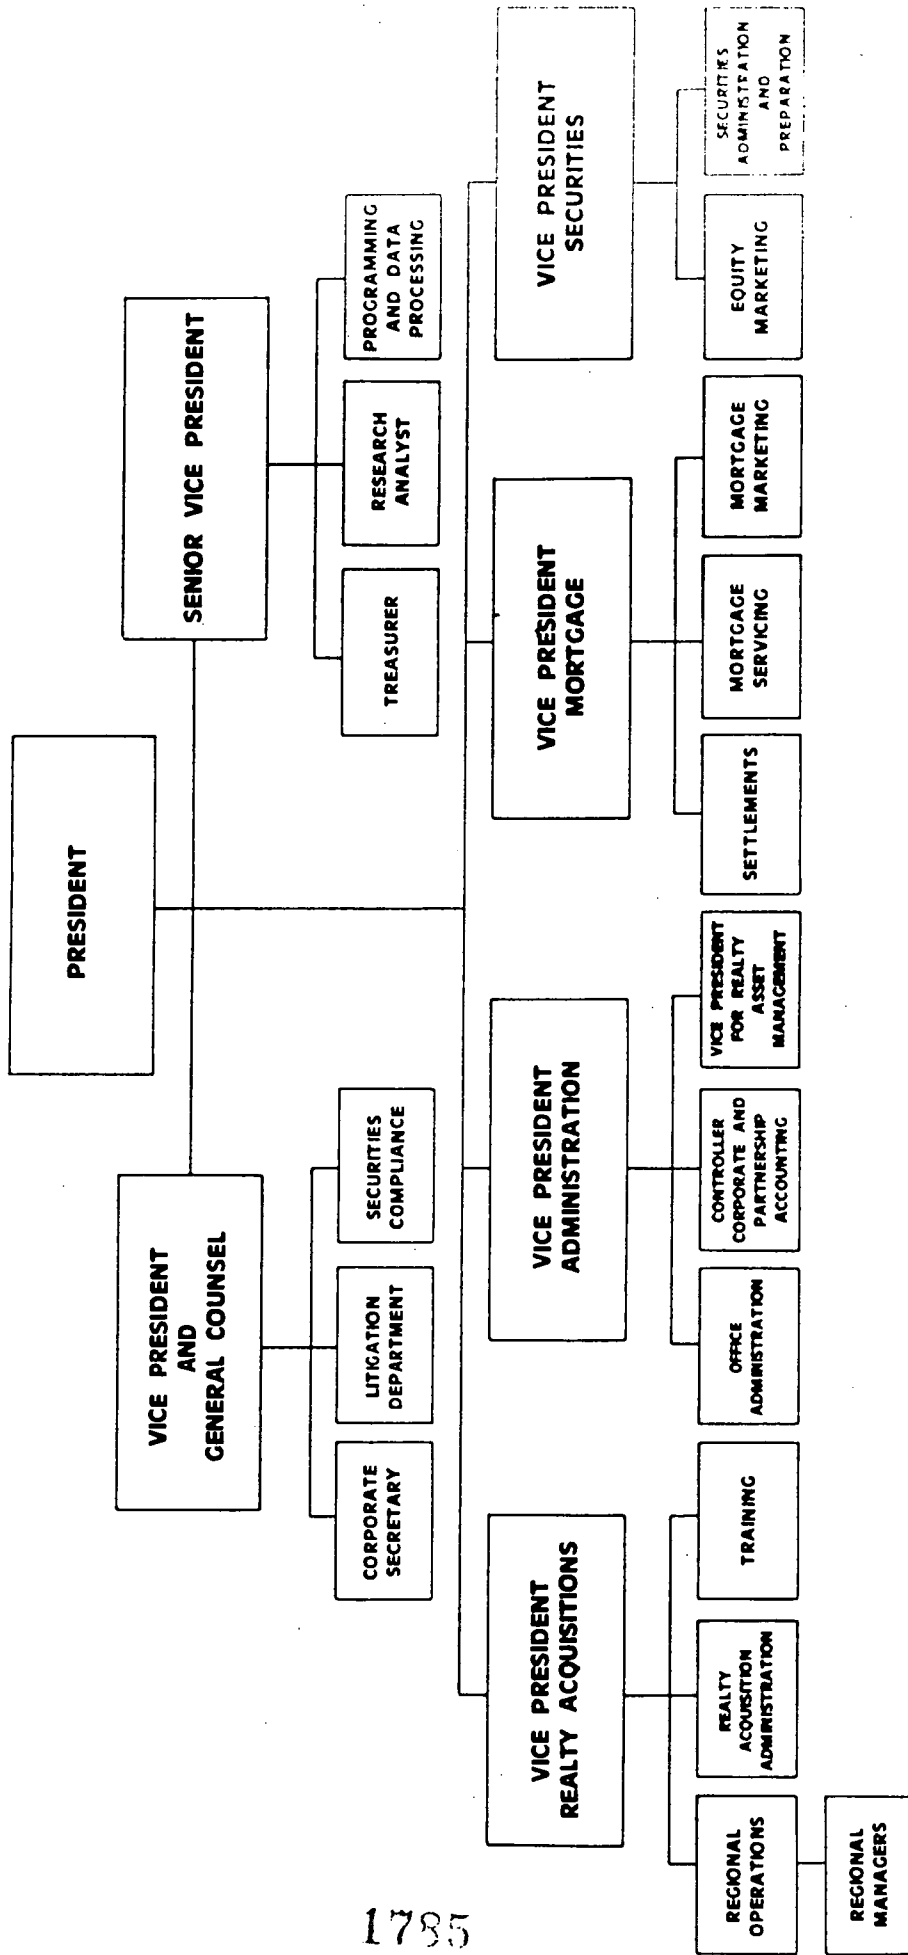 PRESIDENT
VICE PRESIDENT
AND
GENERAL COUNSEL
SENIOR VICE PRESIDENT
CORPORATE
SECRETARY
LITIGATION
DEPARTMENT
SECURITIES
COMPLIANCE
TREASURER
RESEARCH
ANALYST
PROGRAMMING
AND DATA
PROCESSING
VICE PRESIDENT
REALTY ACQUISITIONS
VICE PRESIDENT
ADMINISTRATION
VICE PRESIDENT
MORTGAGE
VICE PRESIDENT
SECURITIES
REGIONAL
OPERATIONS
REALTY
ACQUISITION
ADMINISTRATION
TRAINING
OFFICE
ADMINISTRATION
CONTROLLER
CORPORATE AND
PARTNERSHIP
ACCOUNTING
VICE PRESIDENT
FOR REALTY
ASSET
MANAGEMENT
SETTLEMENTS
MORTGAGE
SERVICING
MORTGAGE
MARKETING
EQUITY
MARKETING
SECURITIES
ADMINISTRATION
AND
PREPARATION
REGIONAL
MANAGERS
1785